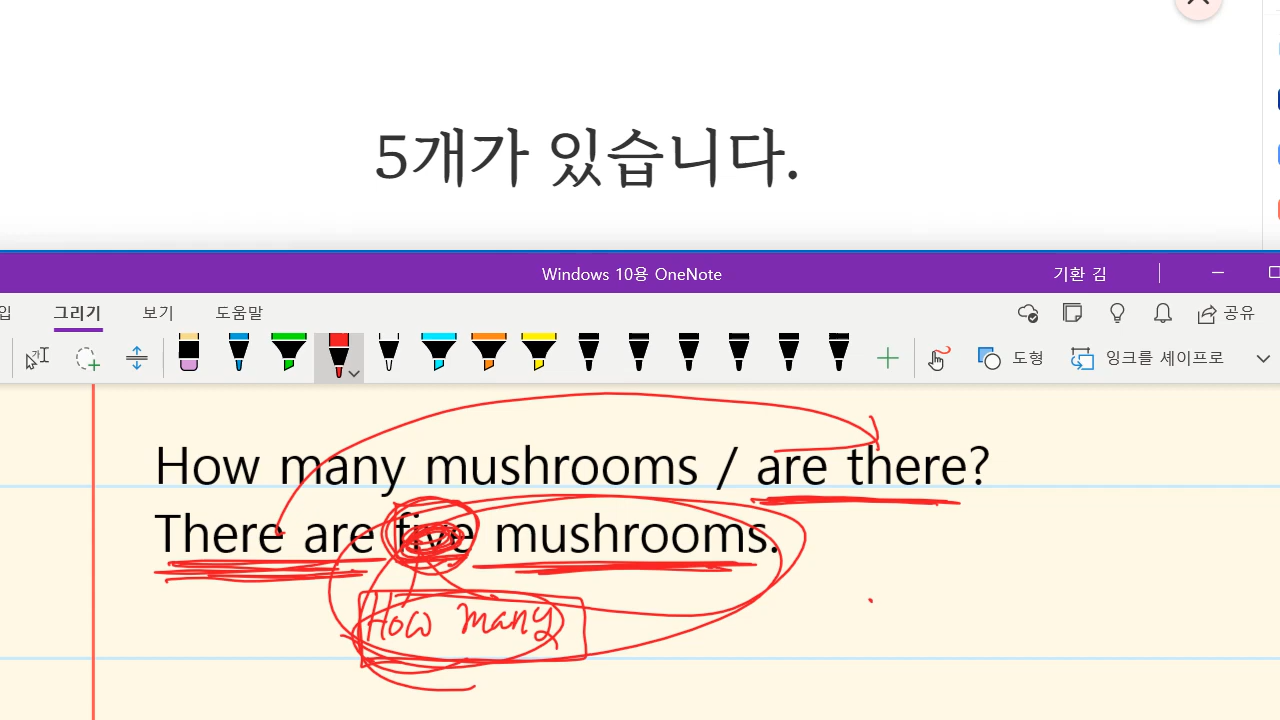 5개가 있습니다.
Windows 10용 OneNote
기환 김
입 그리기 보기 도움말 공유
가 도형 잉크를 셰이프로
How many mushrooms / are there?
There are five mushrooms.
How many